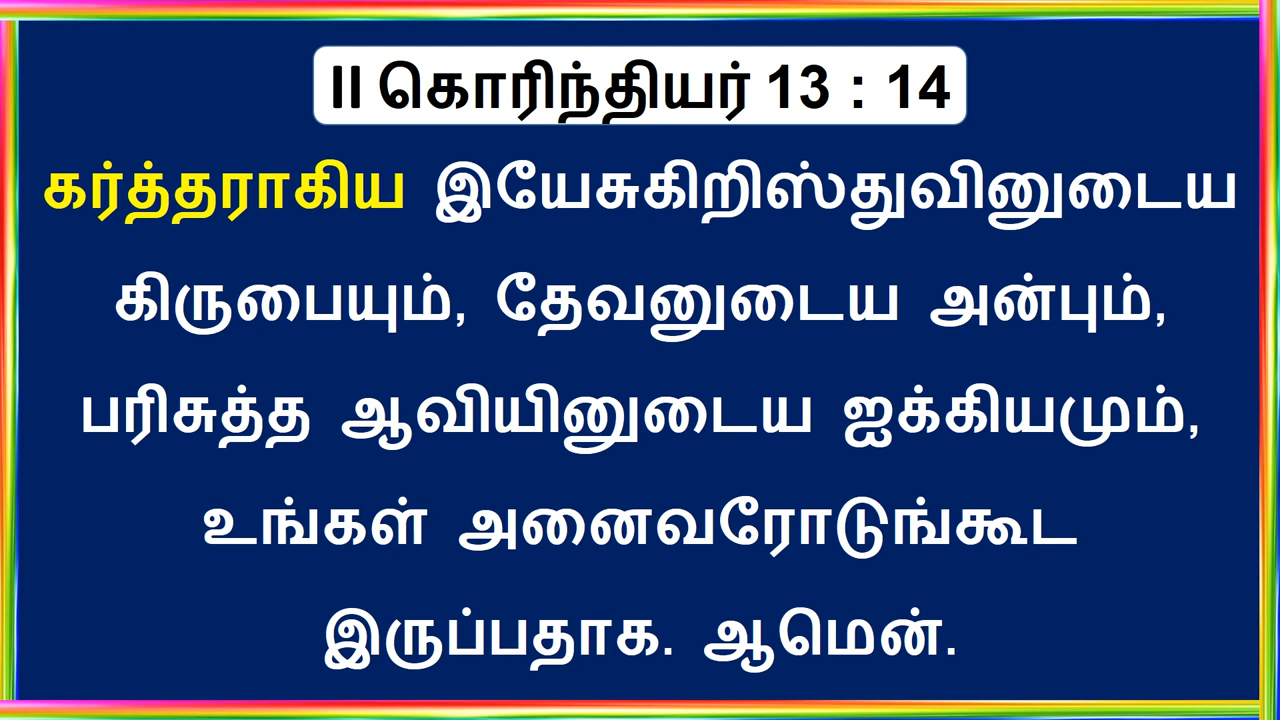 II கொரிந்தியர் 13 : 14
கர்த்தராகிய இயேசுகிறிஸ்துவினுடைய
கிருபையும், தேவனுடைய அன்பும்,
பரிசுத்த ஆவியினுடைய ஐக்கியமும்,
உங்கள் அனைவரோடுங்கூட
இருப்பதாக. ஆமென்.